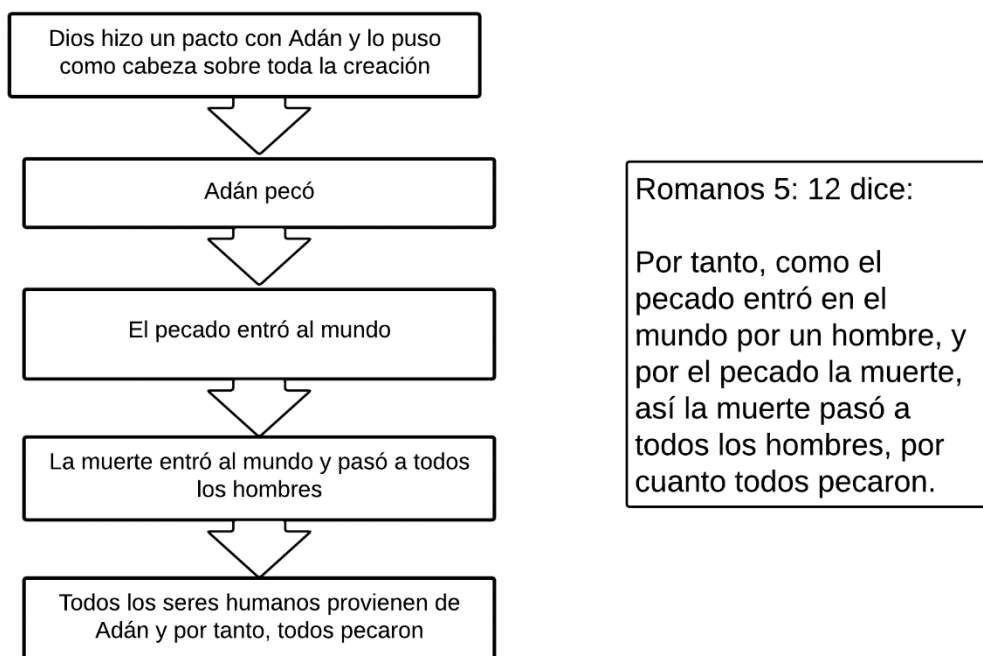 Dios hizo un pacto con Adán y lo puso
como cabeza sobre toda la creación
Adán pecó
El pecado entró al mundo
La muerte entró al mundo y pasó a todos
los hombres
Todos los seres humanos provienen de
Adán y por tanto, todos pecaron
Romanos 5: 12 dice:
Por tanto, como el
pecado entró en el
mundo por un hombre, y
por el pecado la muerte,
así la muerte pasó a
todos los hombres, por
cuanto todos pecaron.